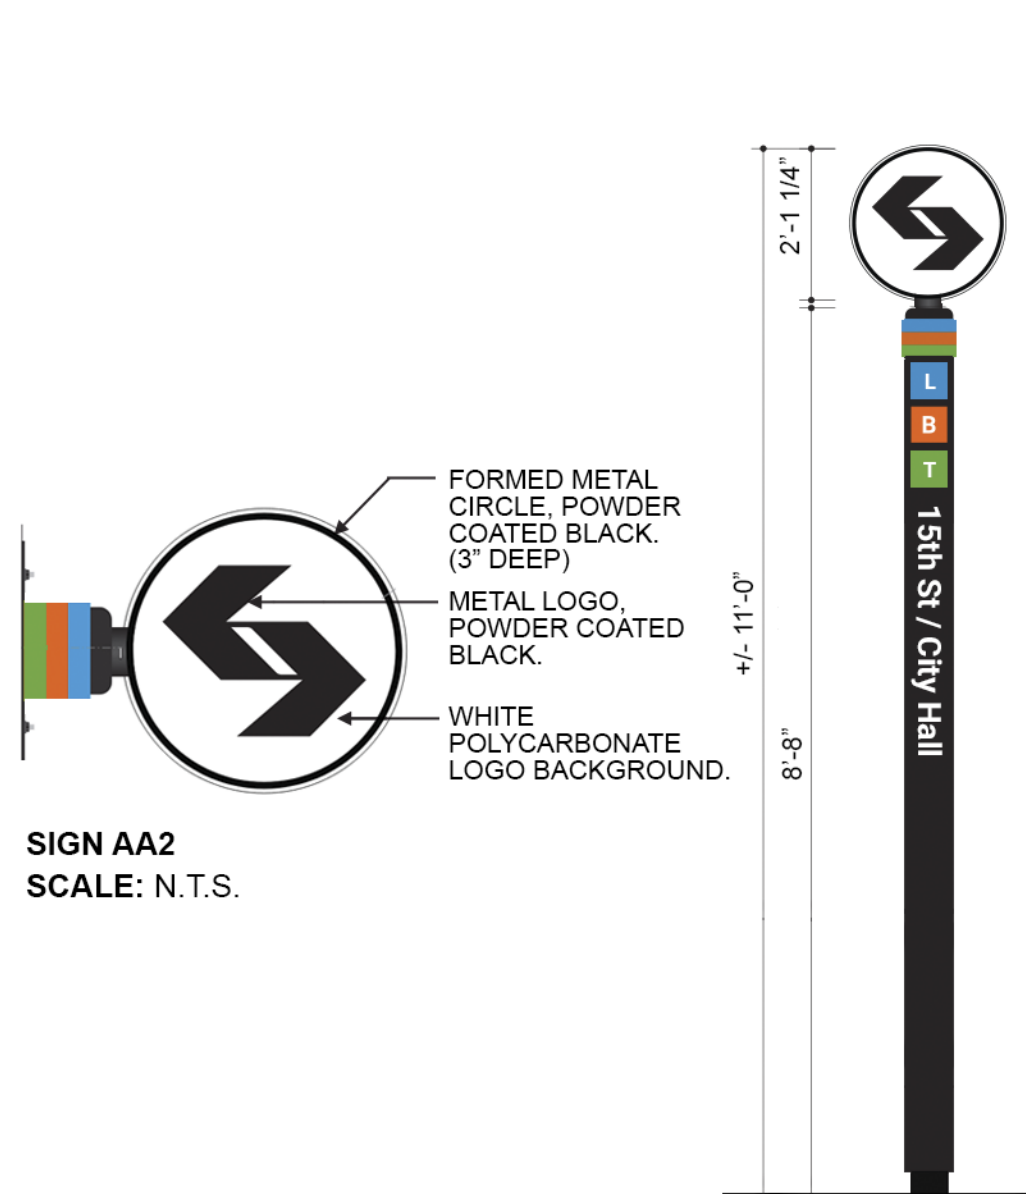 FORMED METAL
CIRCLE, POWDER
COATED BLACK.
(3” DEEP)
METAL LOGO,
POWDER COATED
BLACK.
WHITE
POLYCARBONATE
LOGO BACKGROUND.
SIGN AA2
SCALE: N.T.S.
+/- 11’-0”
2’-1 1/4”
8’-8”
L
B
T
15th St / City Hall